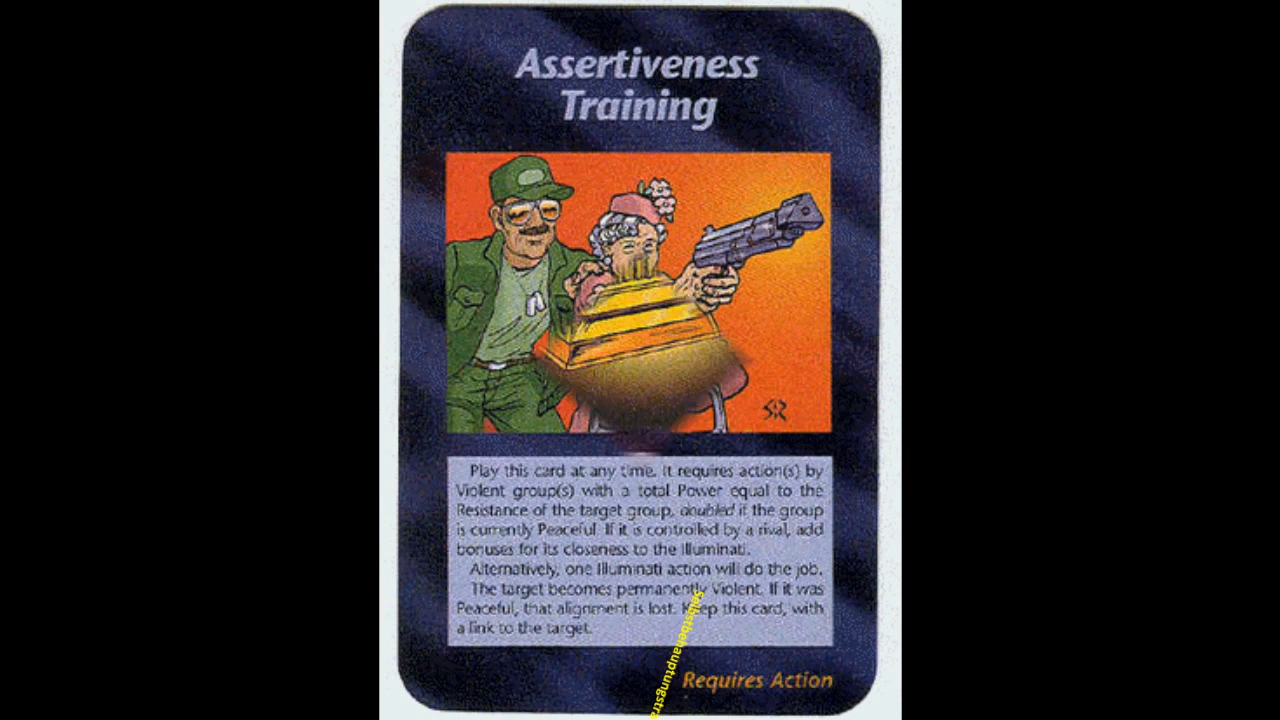 Assertiveness
Training
SR
Play this card at any time. It requires action(s) by
Violent group(s) with a total Power equal to the
Resistance of the target group, doubled if the group
is currently Peaceful. If it is controlled by a rival, add
bonuses for its closeness to the Illuminati.
Alternatively, one Illuminati action will do the job.
The target becomes permanently Violent. If it was
Peaceful, that alignment is lost. Keep this card, with
a link to the target.
Selbstbehauptungstra
Requires Action